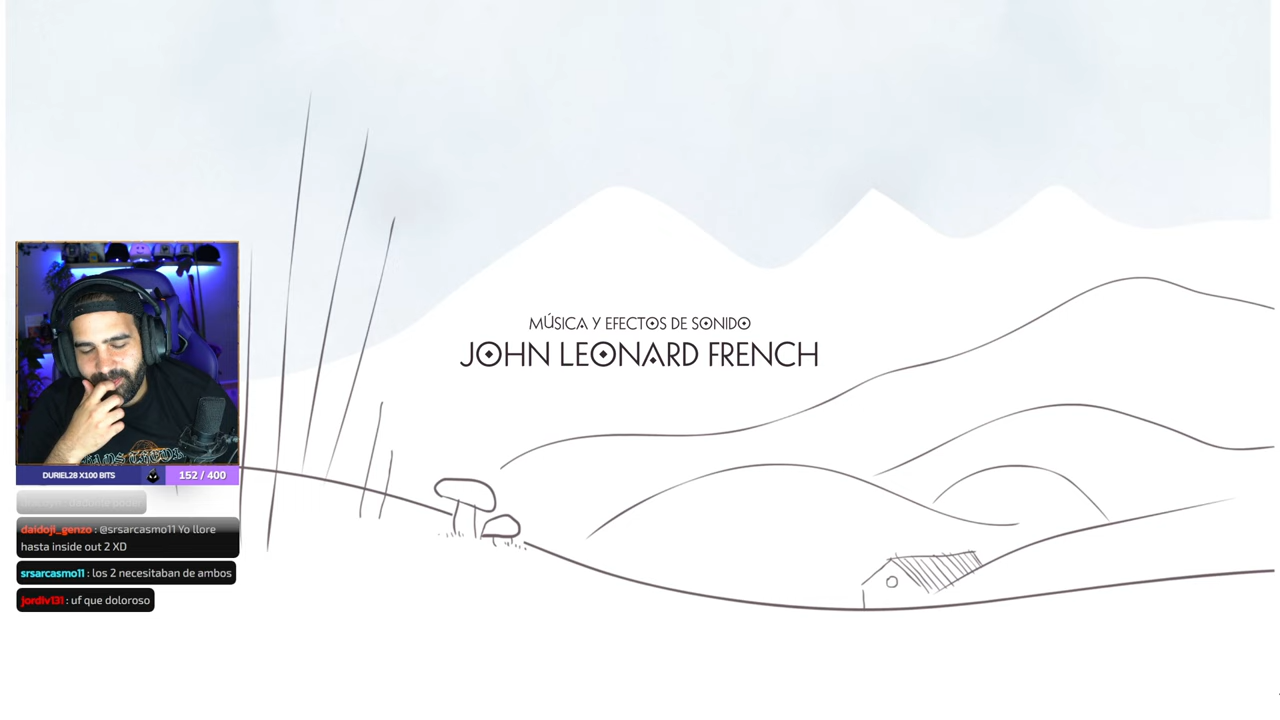 MÚSICA Y EFECTOS DE SONIDO
JOHN LEONARD FRENCH
DURIEL28 X100 BITS
152 / 400
daidoji_genzo : @srsarcasmo11 Yo llore
hasta inside out 2 XD
srsarcasmo11 : los 2 necesitaban de ambos
jordiv131 : uf que doloroso